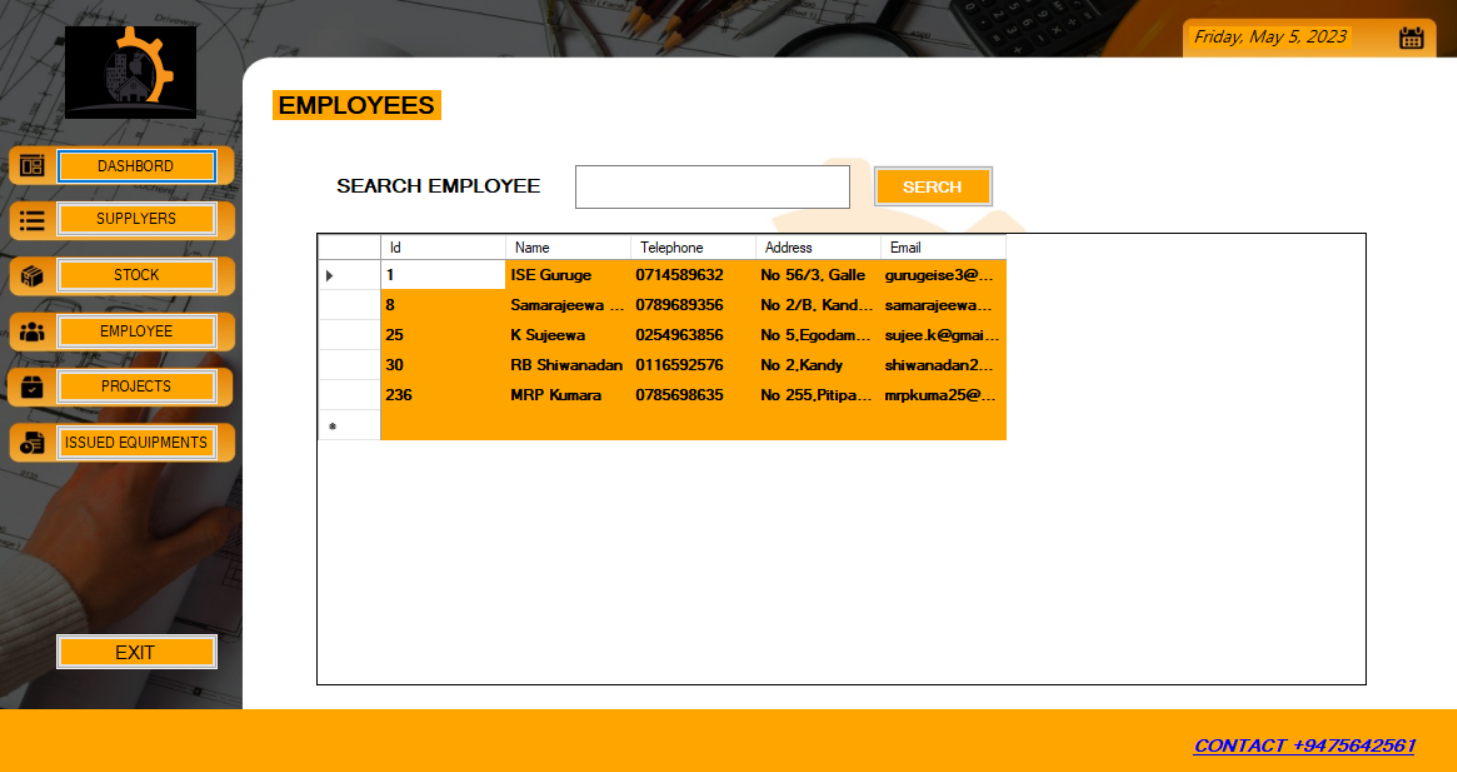 Friday, May 5, 2023
EMPLOYEES
DASHBORD
SUPPLYERS
STOCK
EMPLOYEE
PROJECTS
ISSUED EQUIPMENTS
EXIT
SEARCH EMPLOYEE SERCH
Id Name Telephone Address Email
1 ISE Guruge 0714589632 No 56/3, Galle gurugeise3@...
8 Samarajeewa ... 0789689356 No 2/B, Kand... samarajeewa...
25 K Sujeewa 0254963856 No 5,Egodam... sujee.k@gmai...
30 RB Shiwanadan 0116592576 No 2,Kandy shiwanadan2...
236 MRP Kumara 0785698635 No 255,Pitipa... mrpkuma25@...
CONTACT +9475642561